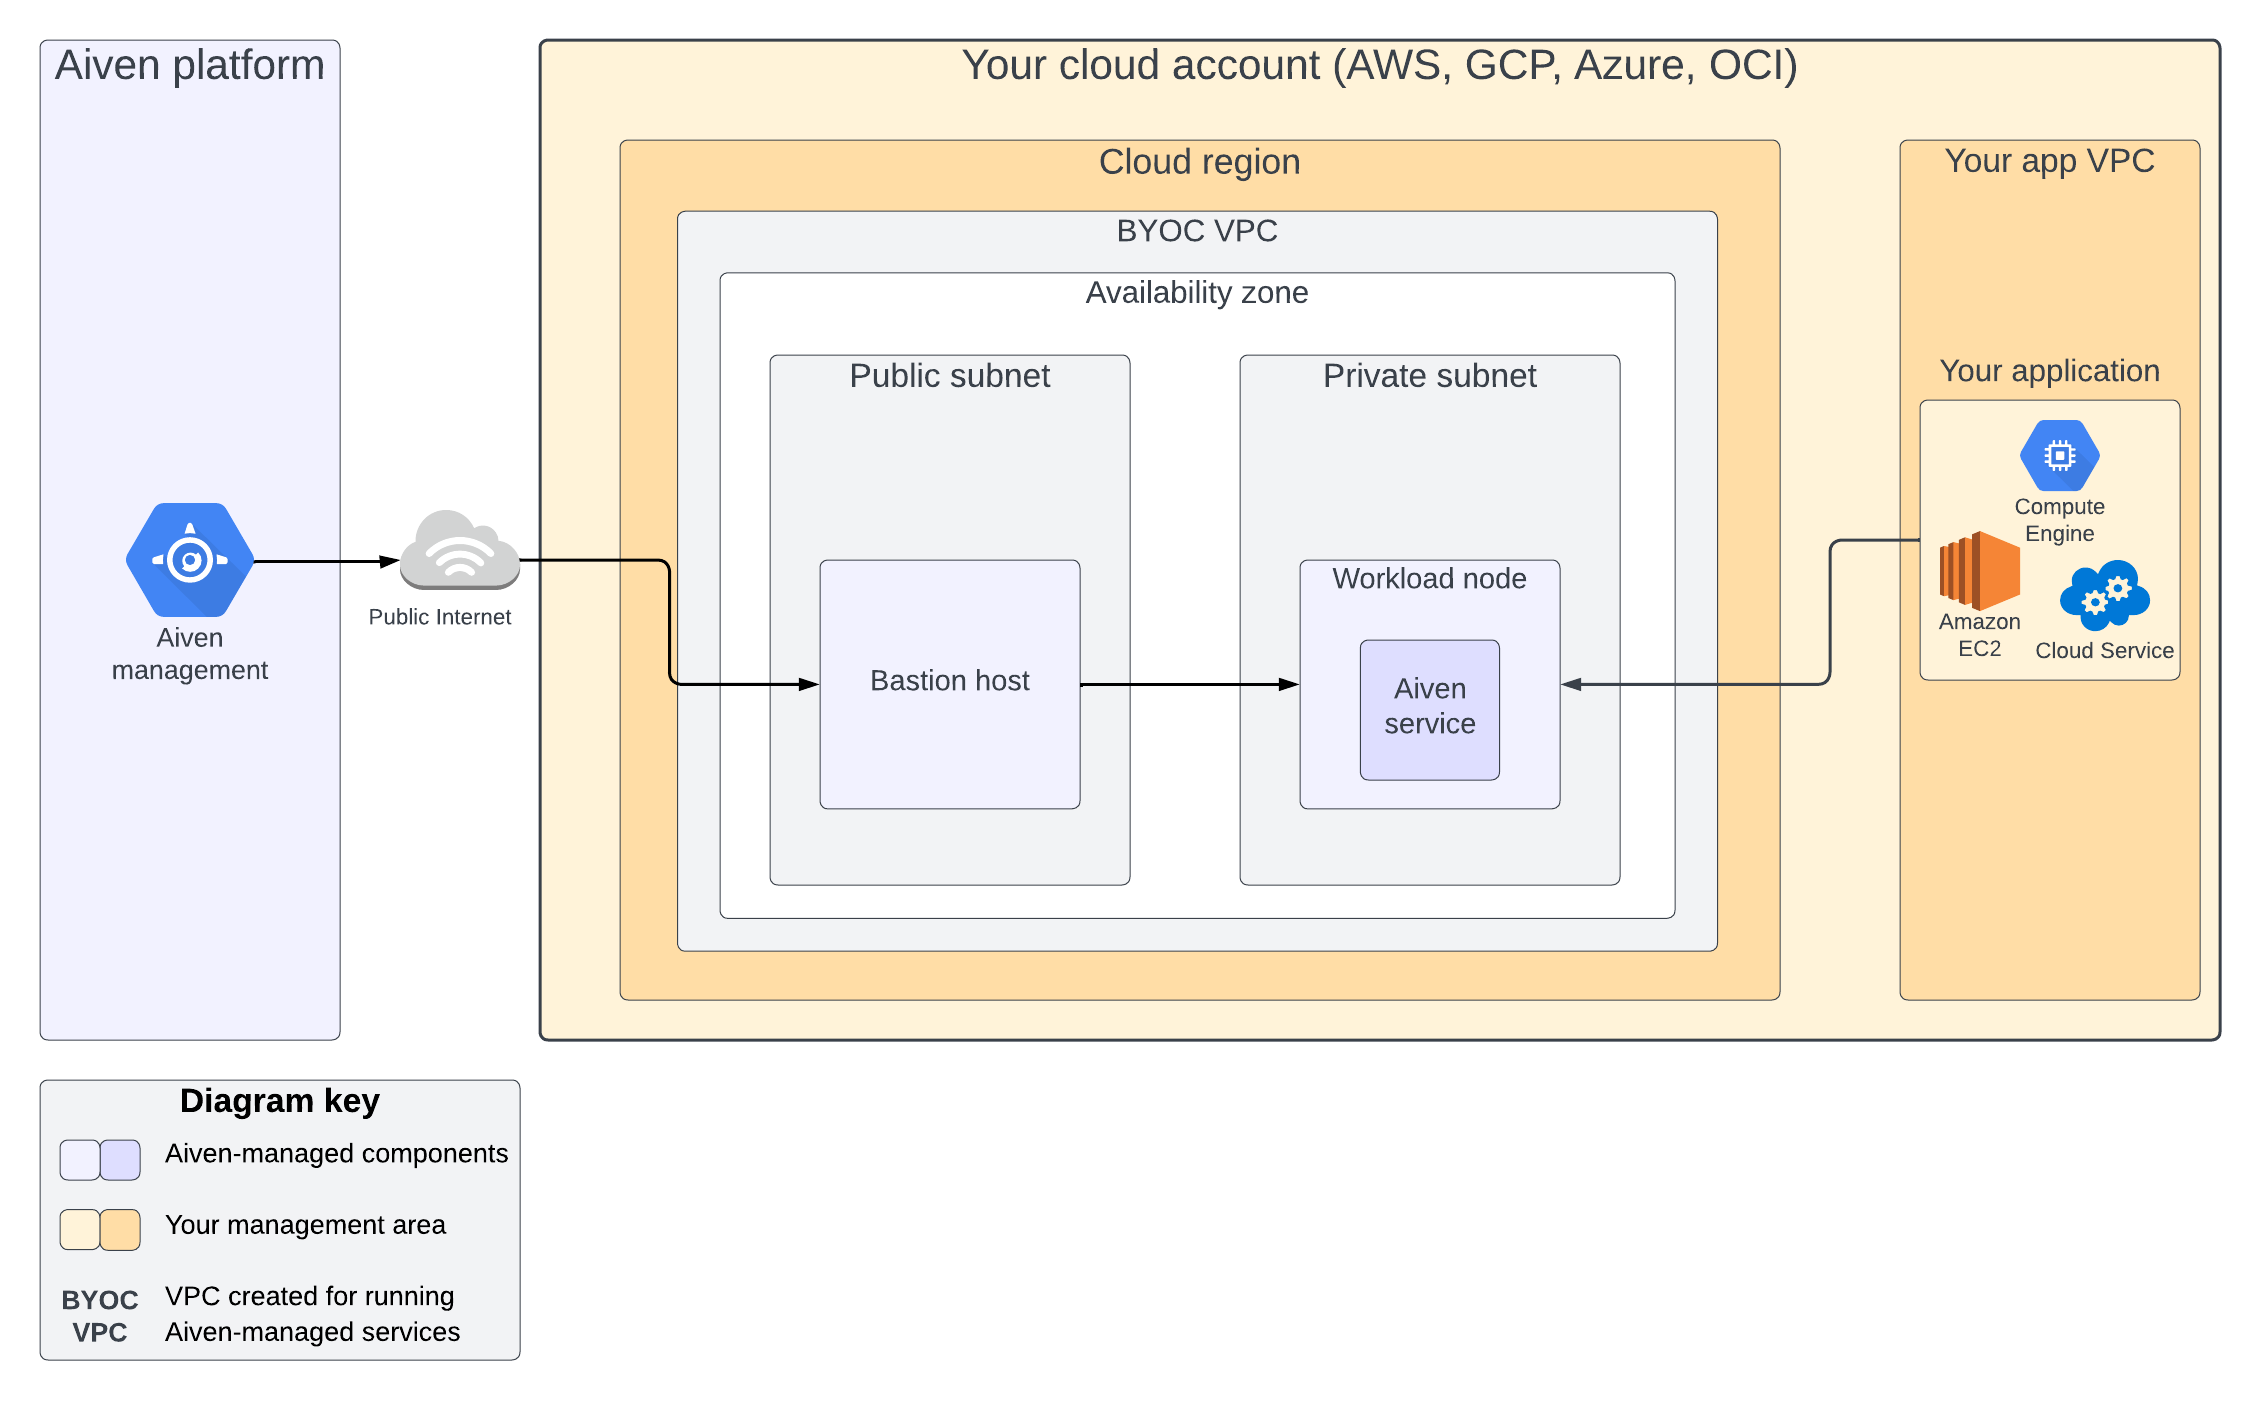 Aiven platform
Your cloud account (AWS, GCP, Azure, OCI)
Cloud region
Your app VPC
BYOC VPC
Availability zone
Public subnet
Private subnet
Your application
Compute
Engine
Amazon
EC2
Cloud Service
Aiven
management
Public Internet
Bastion host
Workload node
Aiven
service
Diagram key
Aiven-managed components
Your management area
BYOC
VPC
VPC created for running
Aiven-managed services